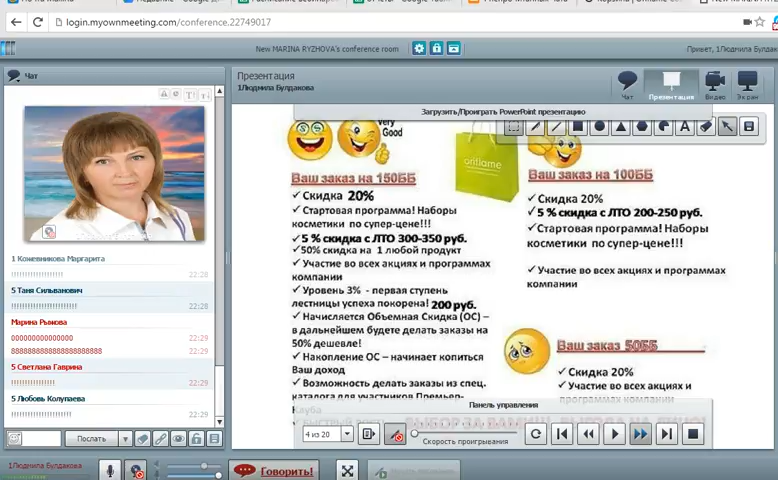 login.myownmeeting.com/conference.22749017
New MARINA RYZHOVA's conference room
Привет, 1Людмила Булдак
Чат
Презентация
1Людмила Булдакова
Чат
Презентация
Видео
Экран
Загрузить/Проиграть PowerPoint презентацию
Very
Good
oriflame
Ваш заказ на 150ББ
✓ Скидка 20%
✓ Стартовая программа! Наборы
косметики по супер-цене!!!
✓ 5 % скидка с ЛТО 300-350 руб.
✓ 50% скидка на 1 любой продукт
✓ Участие во всех акциях и программах
компании
✓ Уровень 3% - первая ступень
лестницы успеха покорена! 200 руб.
✓ Начисляется Объемная Скидка (ОС) –
в дальнейшем будете делать заказы на
50% дешевле!
✓ Накопление ОС – начинает копиться
Ваш доход
✓ Возможность делать заказы из спец.
каталога для участников Премьер-
Клуба
Ваш заказ на 100ББ
✓ Скидка 20%
✓ 5 % скидка с ЛТО 200-250 руб.
✓ Стартовая программа! Наборы
косметики по супер-цене!!!
✓ Участие во всех акциях и программах
компании
Ваш заказ 50ББ
✓ Скидка 20%
✓ Участие во всех акциях и
программах компании
1 Кожевникова Маргарита
!!!!!!!!!!!!!!!!!!! 22:28
5 Таня Сильванович
!!!!!!!!!!!!!!!!!!!!!!!! 22:28
Марина Рыжова
000000000000000 22:29
88888888888888888888888 22:29
5 Светлана Гаврина
!!!!!!!!!!!!!!!! 22:29
5 Любовь Колупаева
!!!!!!!!!!!!!!!!!!!!!!!! 22:29
Послать
Панель управления
4 из 20
Скорость проигрывания
1Людмила Булдакова
Говорить!